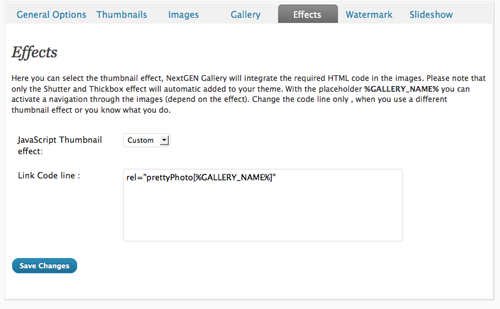 General Options Thumbnails Images Gallery Effects Watermark Slideshow
Effects
Here you can select the thumbnail effect, NextGEN Gallery will integrate the required HTML code in the images. Please note that
only the Shutter and Thickbox effect will automatic added to your theme. With the placeholder %GALLERY_NAME% you can
activate a navigation through the images (depend on the effect). Change the code line only , when you use a different
thumbnail effect or you know what you do.
JavaScript Thumbnail
effect:
Custom
Link Code line :
rel="prettyPhoto[%GALLERY_NAME%]"
Save Changes